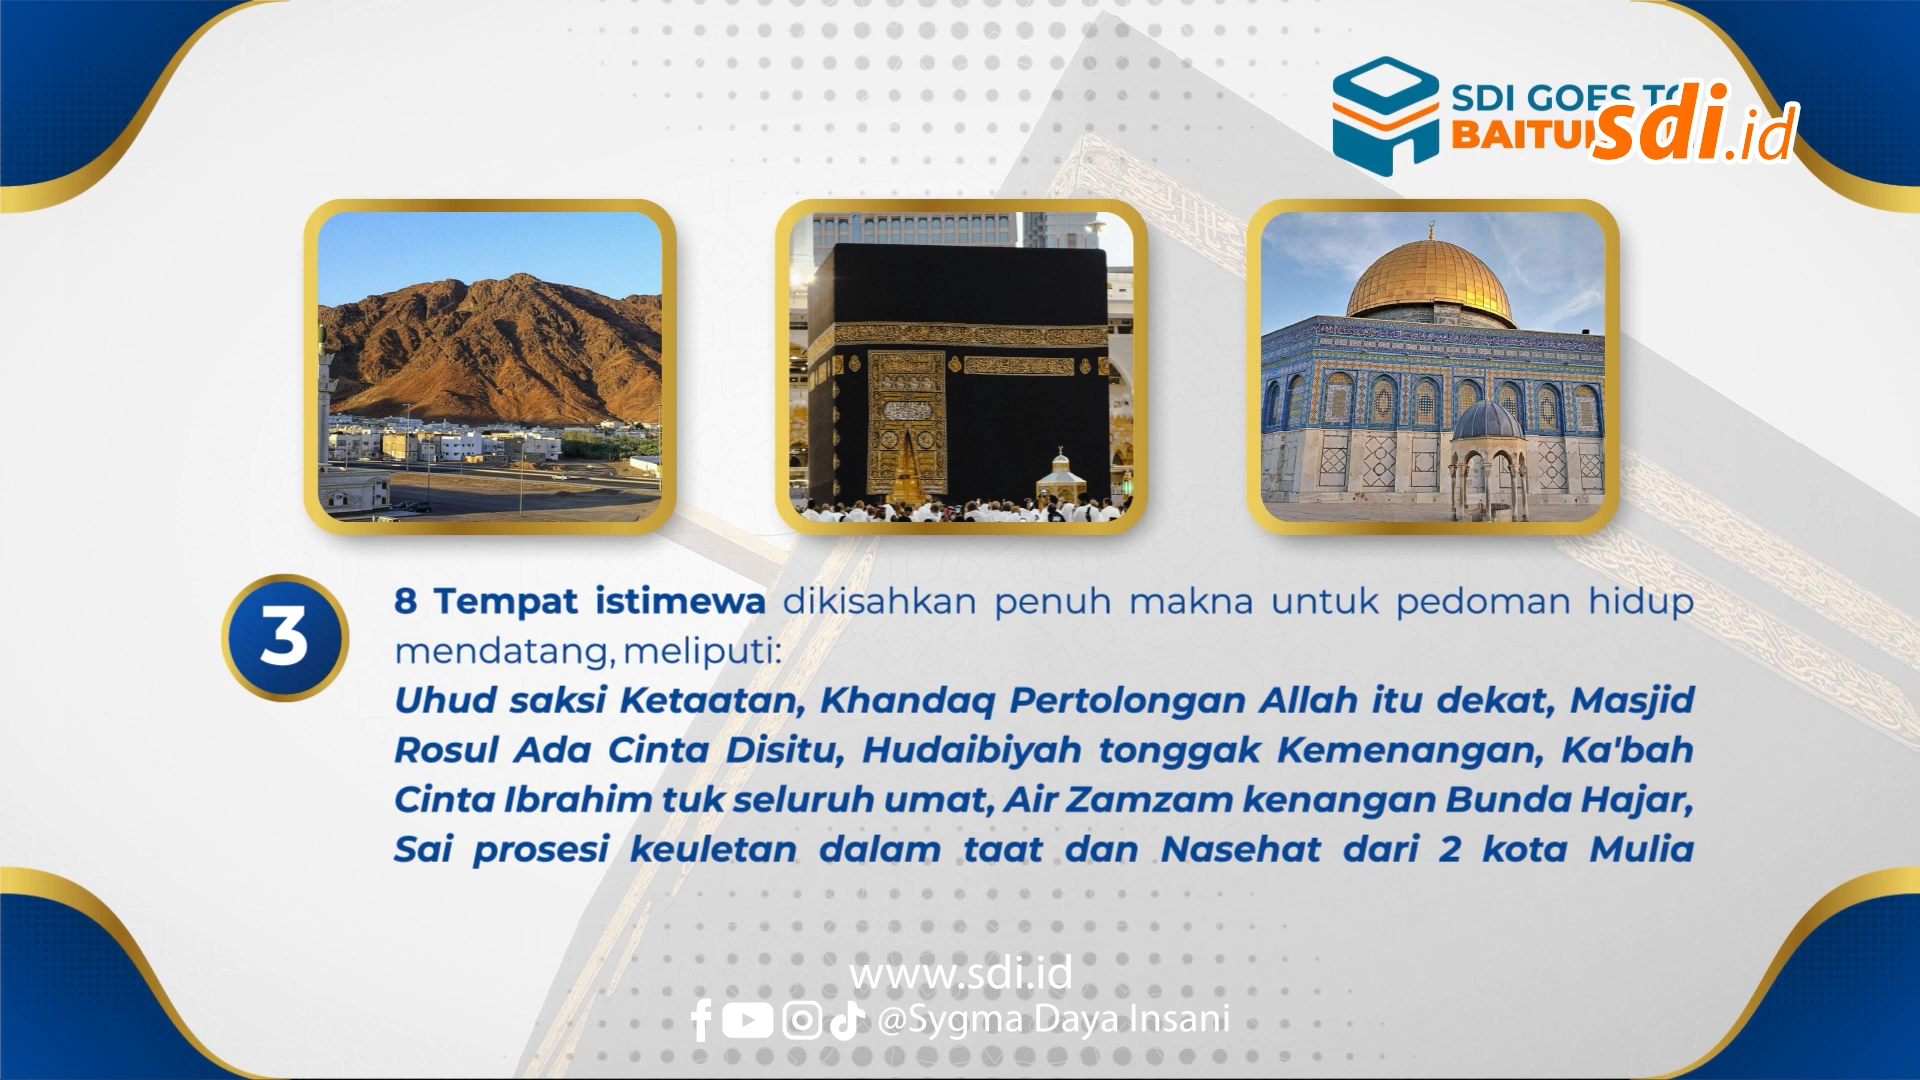 SDI GOES TO
BAITUL
sdi.id
3
8 Tempat istimewa dikisahkan penuh makna untuk pedoman hidup
mendatang, meliputi:
Uhud saksi Ketaatan, Khandaq Pertolongan Allah itu dekat, Masjid
Rosul Ada Cinta Disitu, Hudaibiyah tonggak Kemenangan, Ka'bah
Cinta Ibrahim tuk seluruh umat, Air Zamzam kenangan Bunda Hajar,
Sai prosesi keuletan dalam taat dan Nasehat dari 2 kota Mulia
www.sdi.id
@Sygma Daya Insani